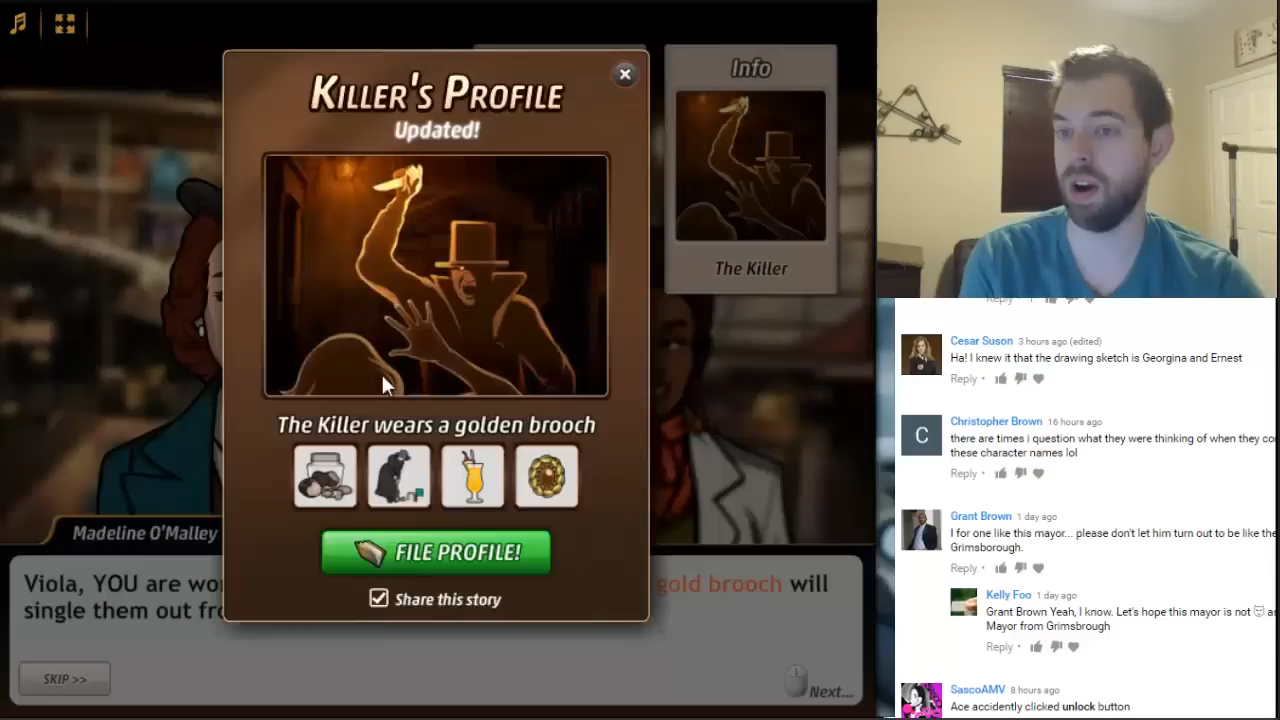 KILLER'S PROFILE
Updated!
The Killer wears a golden brooch
FILE PROFILE!
Share this story
Info
The Killer
Madeline O'Malley
Viola, YOU are
gold brooch will
single them out
SKIP >>
Next...
Reply
Cesar Suson 3 hours ago (edited)
Ha! I knew it that the drawing sketch is Georgina and Ernest
Reply
C
Christopher Brown 16 hours ago
there are times i question what they were thinking of when they
these character names lol
Reply
Grant Brown 1 day ago
I for one like this mayor... please don't let him turn out to be like the
Grimsborough.
Reply
Kelly Foo 1 day ago
Grant Brown Yeah, I know. Let's hope this mayor is not
Mayor from Grimsbrough
Reply
SascoAMV 8 hours ago
Ace accidently clicked unlock button